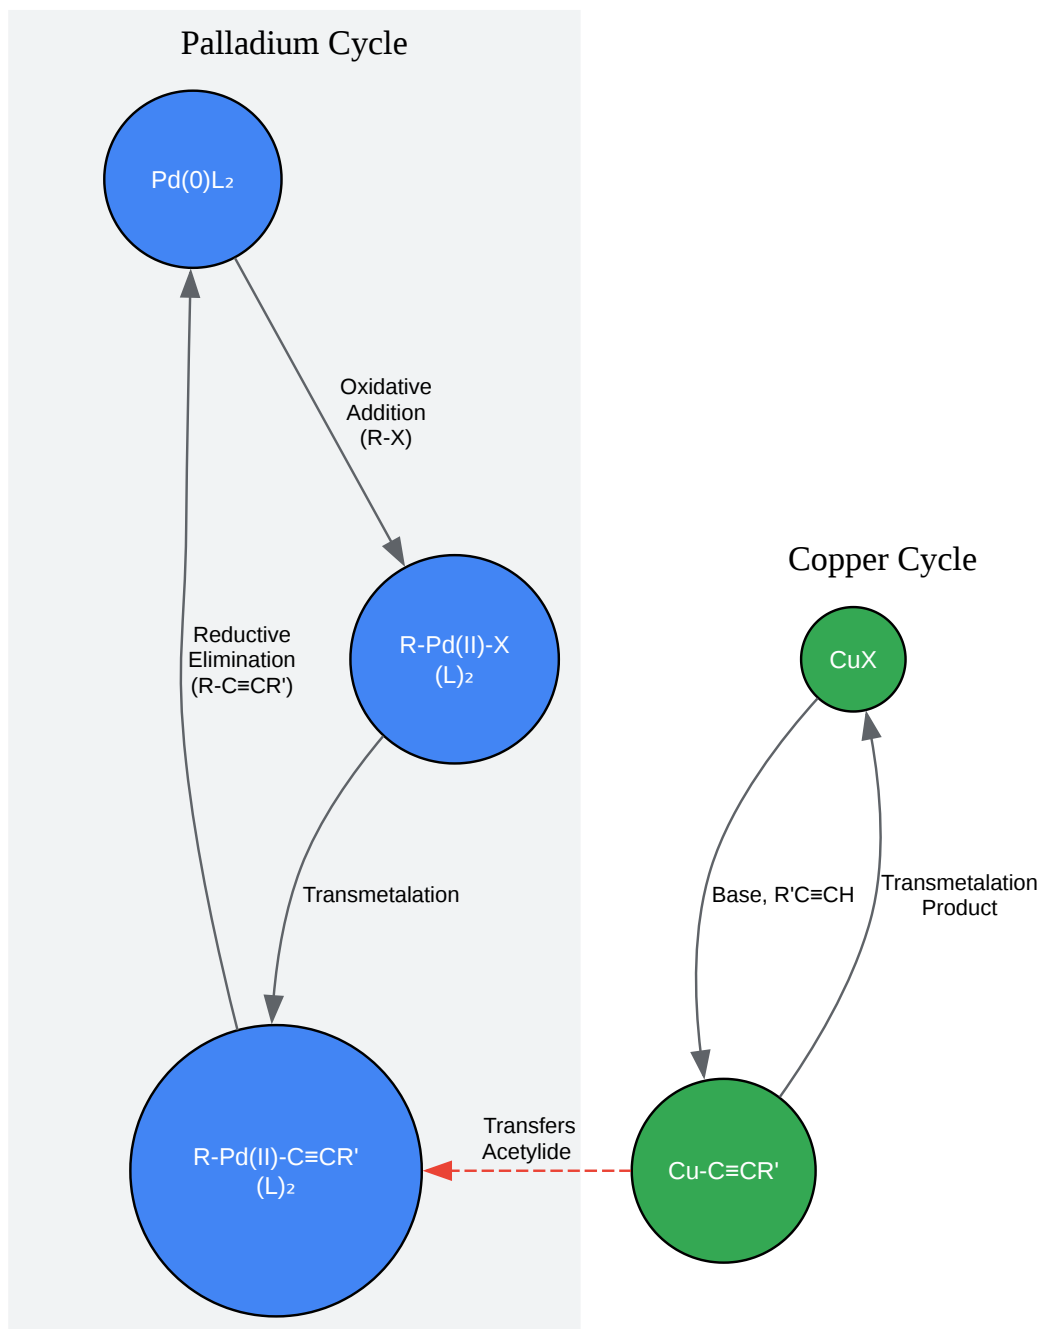 Palladium Cycle
Pd(0)L₂
Oxidative
Addition
(R-X)
Copper Cycle
Reductive
Elimination
(R-C≡CR')
R-Pd(II)-X
(L)₂
CuX
Transmetalation
Base, R'C≡CH
Transmetalation
Product
Transfers
Acetylide
R-Pd(II)-C≡CR'
(L)₂
Cu-C≡CR'